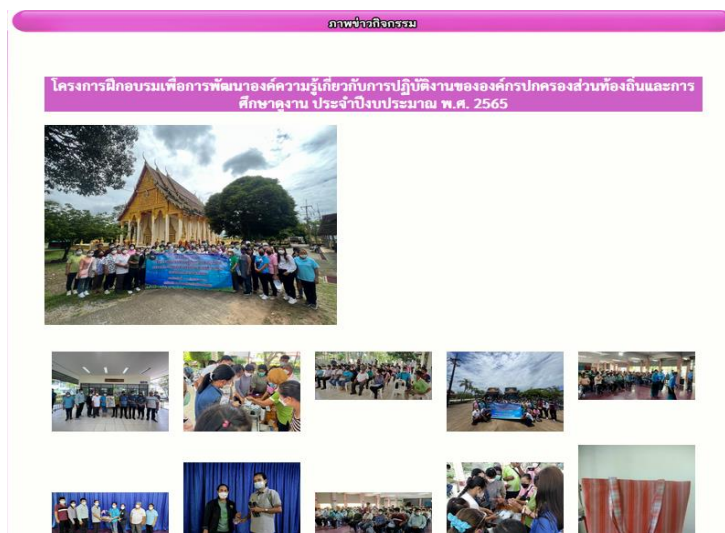 ภาพข่าวกิจกรรม
โครงการฝึกอบรมเพื่อการพัฒนาองค์ความรู้เกี่ยวกับการปฏิบัติงานขององค์กรปกครองส่วนท้องถิ่นและการ
ศึกษาดูงาน ประจำปีงบประมาณ พ.ศ. 2565